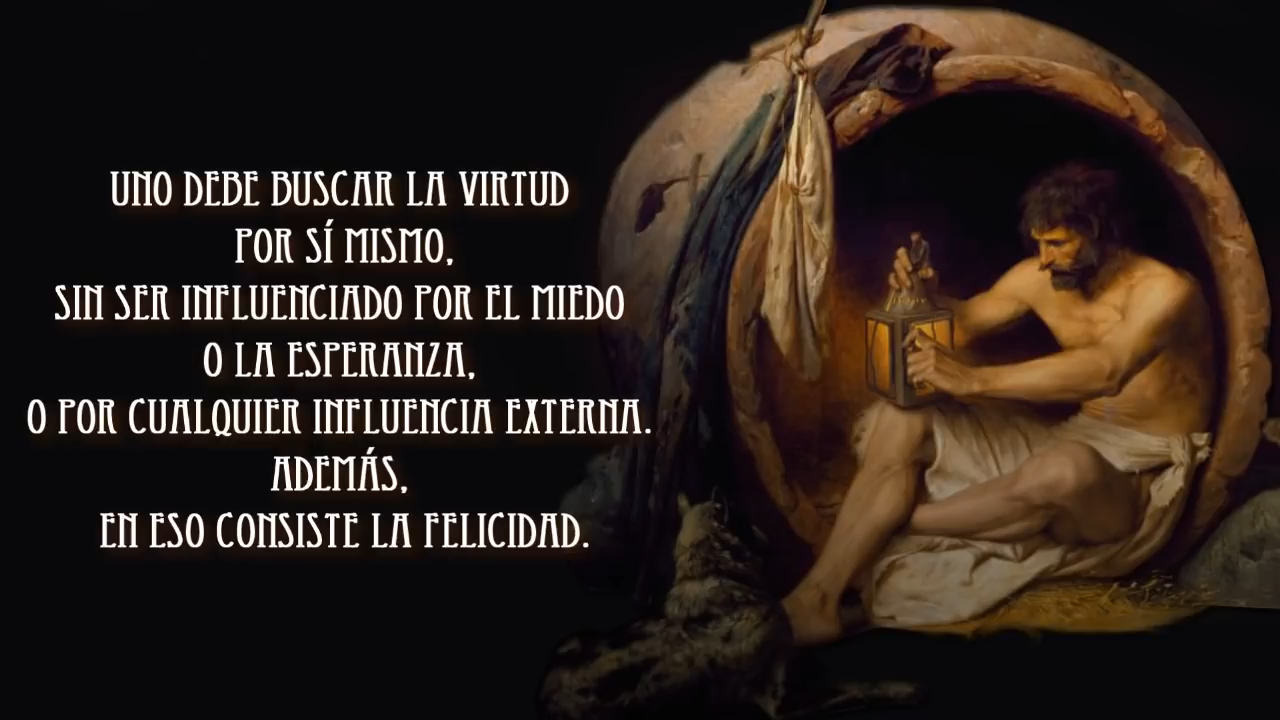 UNO DEBE BUSCAR LA VIRTUD
POR SÍ MISMO,
SIN SER INFLUENCIADO POR EL MIEDO
O LA ESPERANZA,
O POR CUALQUIER INFLUENCIA EXTERNA.
ADEMÁS,
EN ESO CONSISTE LA FELICIDAD.